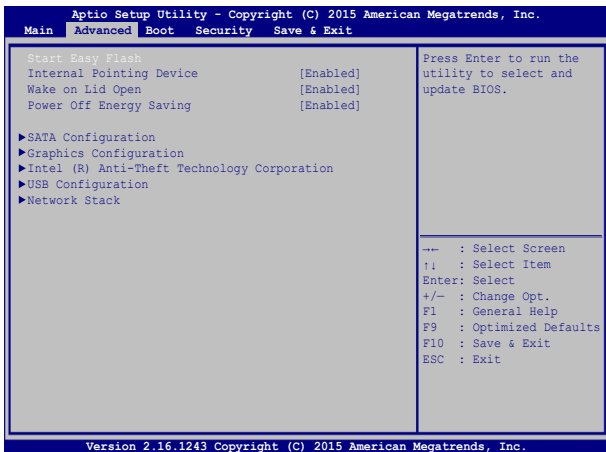 Aptio Setup Utility - Copyright (C) 2015 American Megatrends, Inc.
Main Advanced Boot Security Save & Exit
Start Easy Flash
Internal Pointing Device [Enabled]
Wake on Lid Open [Enabled]
Power Off Energy Saving [Enabled]
▶SATA Configuration
▶Graphics Configuration
▶Intel (R) Anti-Theft Technology Corporation
▶USB Configuration
▶Network Stack
Press Enter to run the
utility to select and
update BIOS.
→← : Select Screen
↑↓ : Select Item
Enter: Select
+/— : Change Opt.
F1 : General Help
F9 : Optimized Defaults
F10 : Save & Exit
ESC : Exit
Version 2.16.1243 Copyright (C) 2015 American Megatrends, Inc.